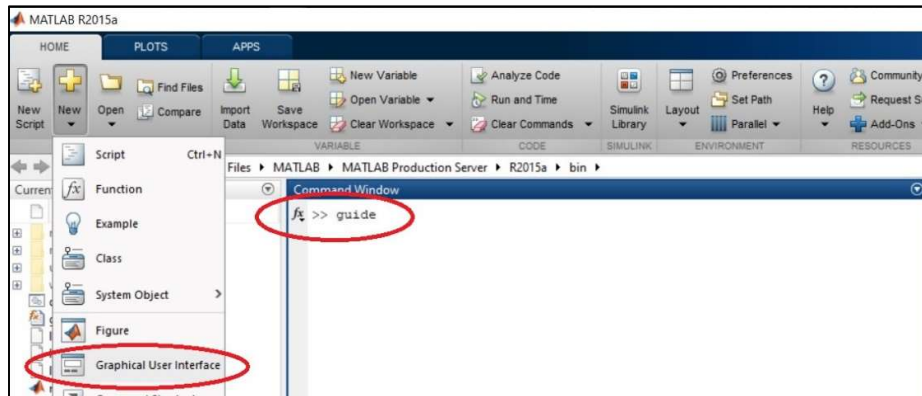 MATLAB R2015a
HOME PLOTS APPS
New Script
New
Open
Find Files
Compare
Import Data
Save Workspace
New Variable
Open Variable
Clear Workspace
Analyze Code
Run and Time
Clear Commands
Simulink Library
Layout
Preferences
Set Path
Parallel
Help
Community
Request
Add-Ons
VARIABLE CODE SIMULINK ENVIRONMENT RESOURCES
Files MATLAB MATLAB Production Server R2015a bin
Command Window
fx >> guide
Script Ctrl+N
fx Function
Example
Class
System Object
Figure
Graphical User Interface